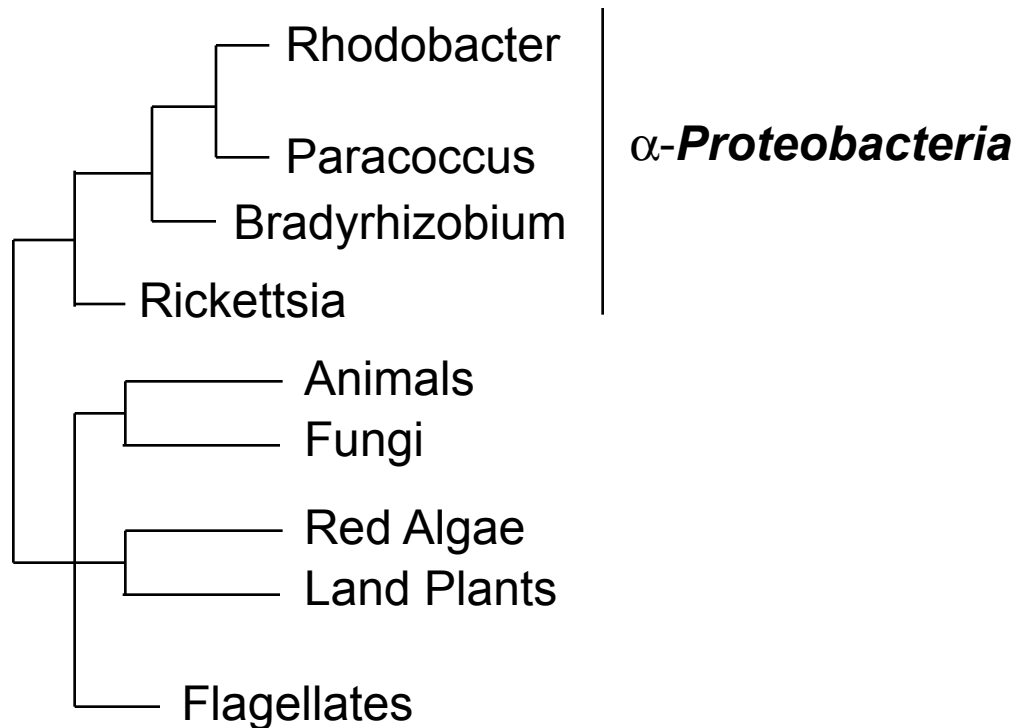 Rhodobacter
α-Proteobacteria
Paracoccus
Bradyrhizobium
Rickettsia
Animals
Fungi
Red Algae
Land Plants
Flagellates